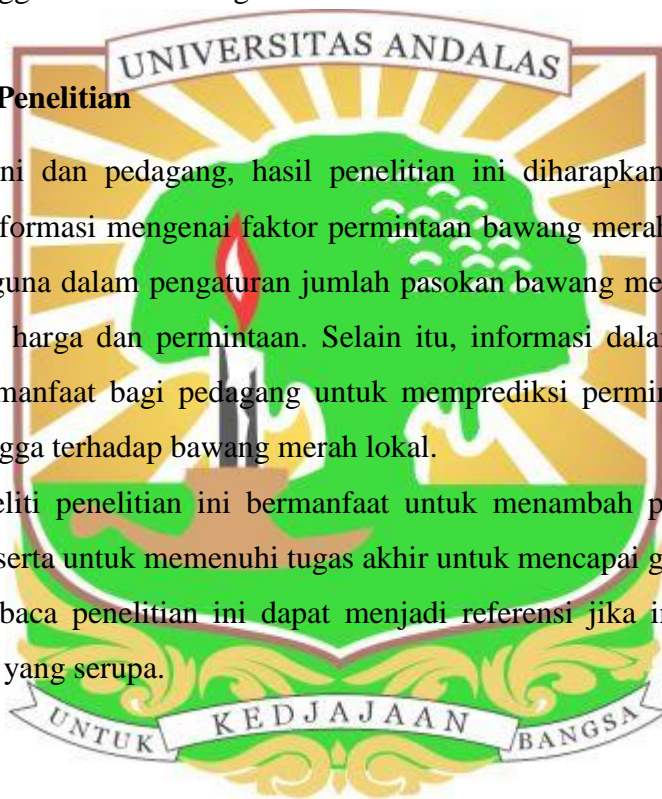 UNIVERSITAS ANDALAS
Penelitian
ni dan pedagang, hasil penelitian ini diharapkan
formasi mengenai faktor permintaan bawang merah
guna dalam pengaturan jumlah pasokan bawang me
harga dan permintaan. Selain itu, informasi dalar
manfaat bagi pedagang untuk memprediksi permin
gga terhadap bawang merah lokal.
eliti penelitian ini bermanfaat untuk menambah p
serta untuk memenuhi tugas akhir untuk mencapai g
baca penelitian ini dapat menjadi referensi jika in
yang serupa.
UNTUK KEDJAJAAN BANGSA